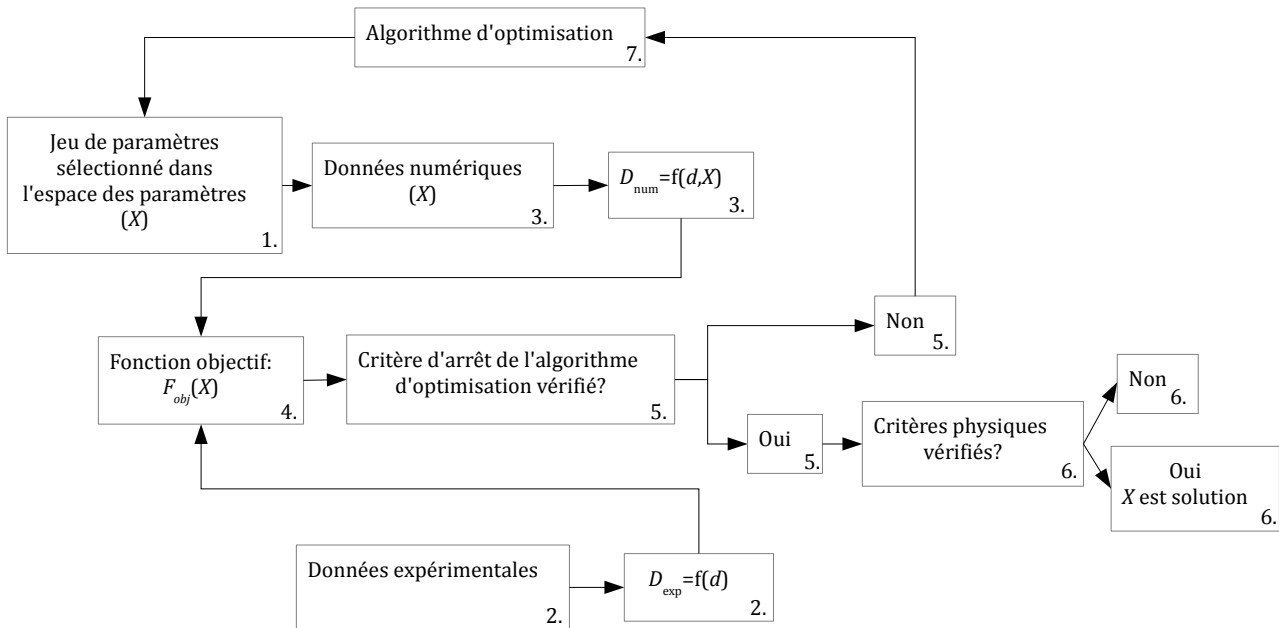 Algorithme d'optimisation
7.
Jeu de paramètres
sélectionné dans
l'espace des paramètres
(X)
1.
Données numériques
(X)
3.
D_num=f(d,X)
3.
Fonction objectif:
F_obj(X)
4.
Critère d'arrêt de l'algorithme
d'optimisation vérifié?
5.
Non
5.
Oui
5.
Critères physiques
vérifiés?
6.
Non
6.
Oui
X est solution
6.
Données expérimentales
2.
D_exp=f(d)
2.